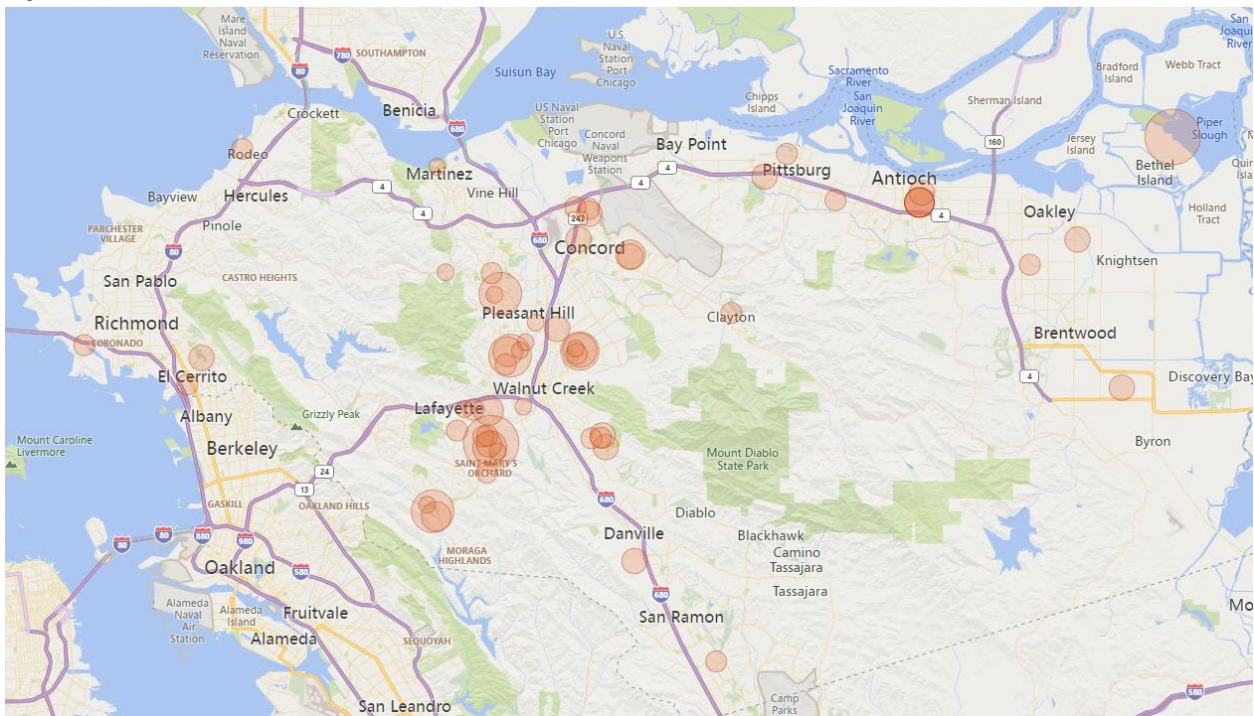 Mare
Island
Naval
Reservation
SOUTHAMPTON
780
80
Suisun Bay
U.S.
Naval
Station
Port
Chicago
Sacramento
River
San
Joaquin
River
Bradford
Island
Webb Tract
San
Joaquin
River
Crockett
Benicia
680
US Naval
Station
Port
Chicago
Concord
Naval
Weapons
Station
Chipps
Island
Sherman Island
Jersey
Island
160
Piper
Slough
Bethel
Island
Rodeo
Martinez
Vine Hill
Bay Point
4
4
4
Pittsburg
Antioch
Hercules
Bayview
4
4
Holland
Tract
Oakley
PARCHESTER
VILLAGE
Pinole
80
242
680
Concord
Knightsen
San Pablo
CASTRO HEIGHTS
Richmond
CORONADO
Pleasant Hill
Clayton
Brentwood
El Cerrito
Walnut Creek
4
Discovery Bay
Albany
Grizzly Peak
Lafayette
Mount Caroline
Livermore
Berkeley
24
13
SAINT MARY'S
ORCHARD
Mount Diablo
State Park
Byron
GASKILL
OAKLAND HILLS
680
Diablo
80
80
880
980
Danville
Blackhawk
MORAGA
HIGHLANDS
Camino
Tassajara
Oakland
580
Tassajara
680
Alameda
Naval
Air
Station
Alameda
Island
Fruitvale
San Ramon
Mo
Alameda
SEQUOYAH
San Leandro
Camp
Parks
580